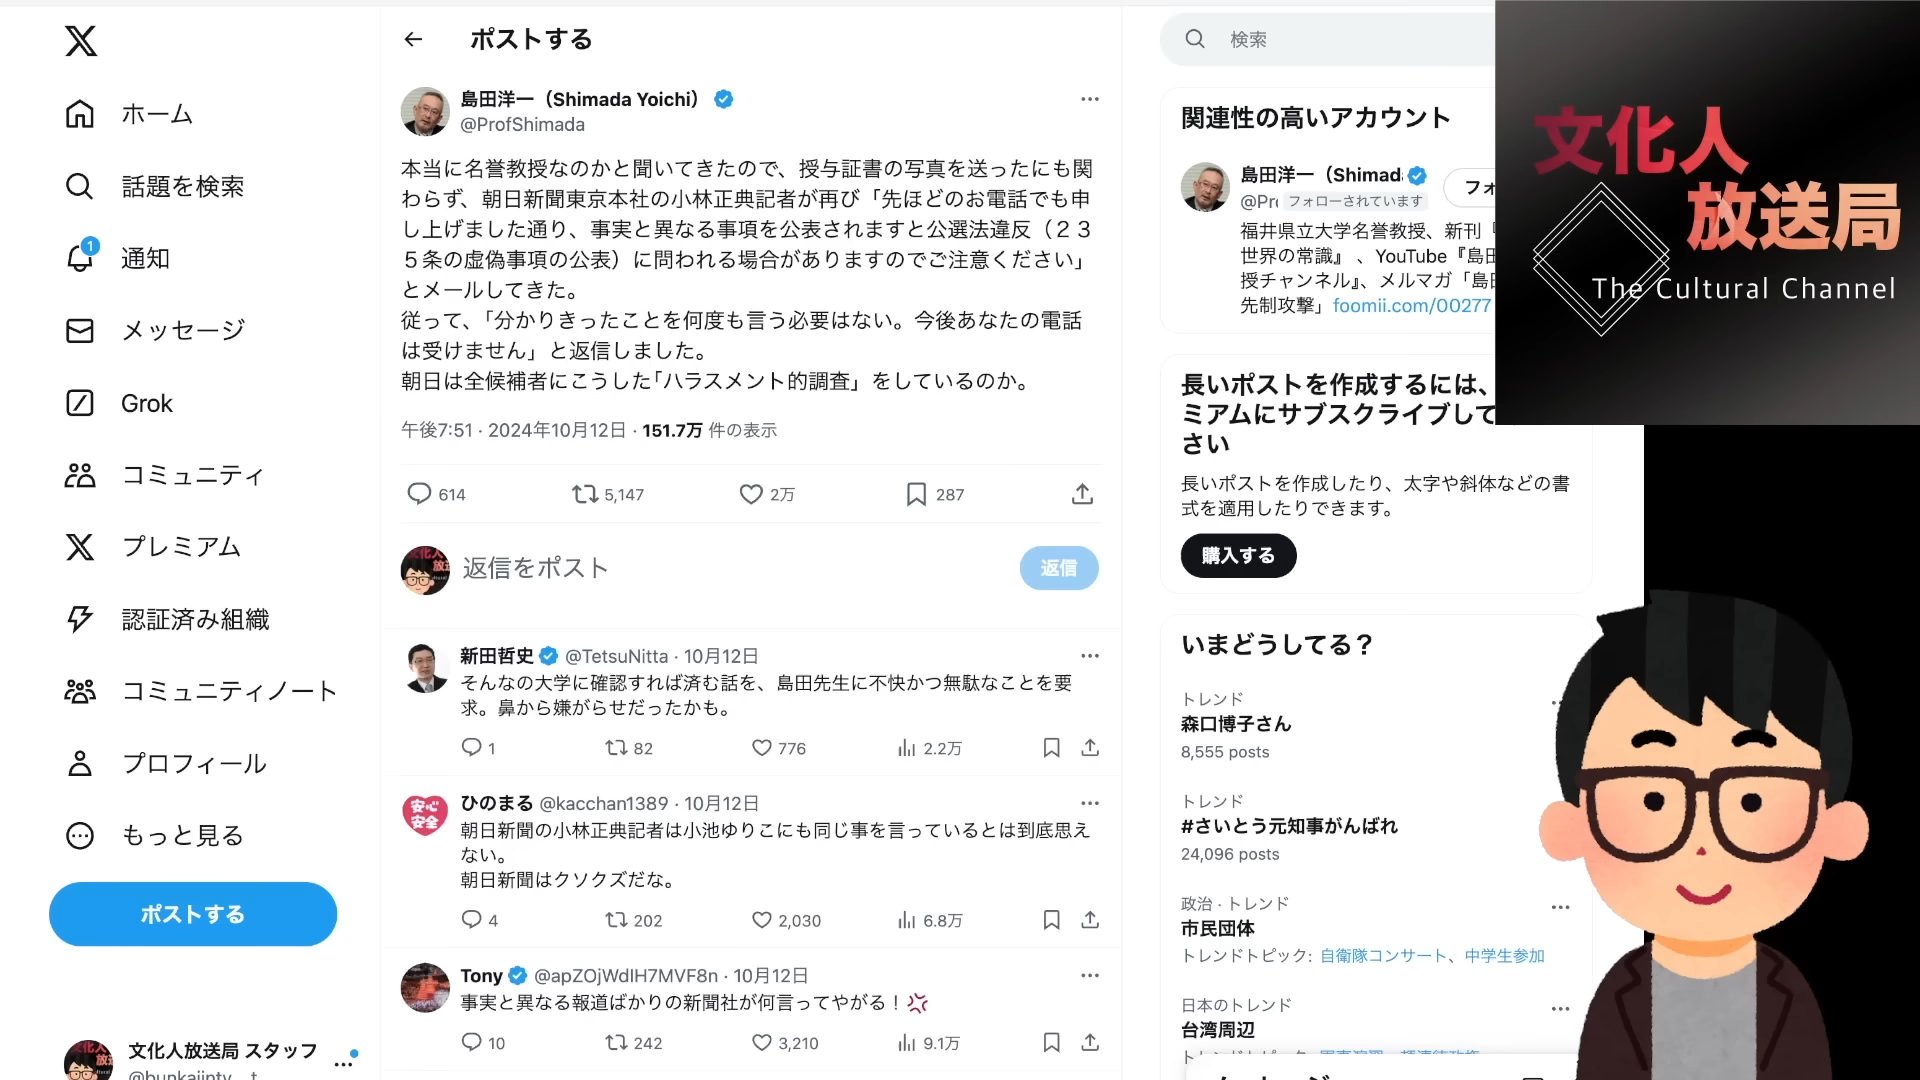 ホーム
話題を検索
1
通知
メッセージ
Grok
コミュニティ
プレミアム
認証済み組織
コミュニティノート
プロフィール
もっと見る
ポストする
文化人放送局 スタッフ
ポストする
島田洋一（Shimada Yoichi）
@ProfShimada
本当に名誉教授なのかと聞いてきたので、授与証書の写真を送ったにも関
わらず、朝日新聞東京本社の小林正典記者が再び「先ほどのお電話でも申
し上げました通り、事実と異なる事項を公表されますと公選法違反（２３
５条の虚偽事項の公表）に問われる場合がありますのでご注意ください」
とメールしてきた。
従って、「分かりきったことを何度も言う必要はない。今後あなたの電話
は受けません」と返信しました。
朝日は全候補者にこうした「ハラスメント的調査」をしているのか。
午後7:51 · 2024年10月12日 · 151.7万 件の表示
614 5,147 2万 287
返信をポスト
返信
新田哲史 @TetsuNitta · 10月12日
そんなの大学に確認すれば済む話を、島田先生に不快かつ無駄なことを要
求。鼻から嫌がらせだったかも。
1 82 776 2.2万
安心
安全
ひのまる @kacchan1389 · 10月12日
朝日新聞の小林正典記者は小池ゆりこにも同じ事を言っているとは到底思え
ない。
朝日新聞はクソクズだな。
4 202 2,030 6.8万
Tony @apZOjWdIH7MVF8n · 10月12日
事実と異なる報道ばかりの新聞社が何言ってやがる！
10 242 3,210 9.1万
検索
関連性の高いアカウント
島田洋一（Shimad
@Pr フォローされています
フォ
福井県立大学名誉教授、新刊『
世界の常識』、YouTube『島田
授チャンネル』、メルマガ「島田
先制攻撃」foomii.com/00277
長いポストを作成するには、
ミアムにサブスクライブして
さい
長いポストを作成したり、太字や斜体などの書
式を適用したりできます。
購入する
いまどうしてる？
トレンド
森口博子さん
8,555 posts
トレンド
#さいとう元知事がんばれ
24,096 posts
政治 · トレンド
市民団体
トレンドトピック: 自衛隊コンサート、中学生参加
日本のトレンド
台湾周辺
文化人
放送局
The Cultural Channel